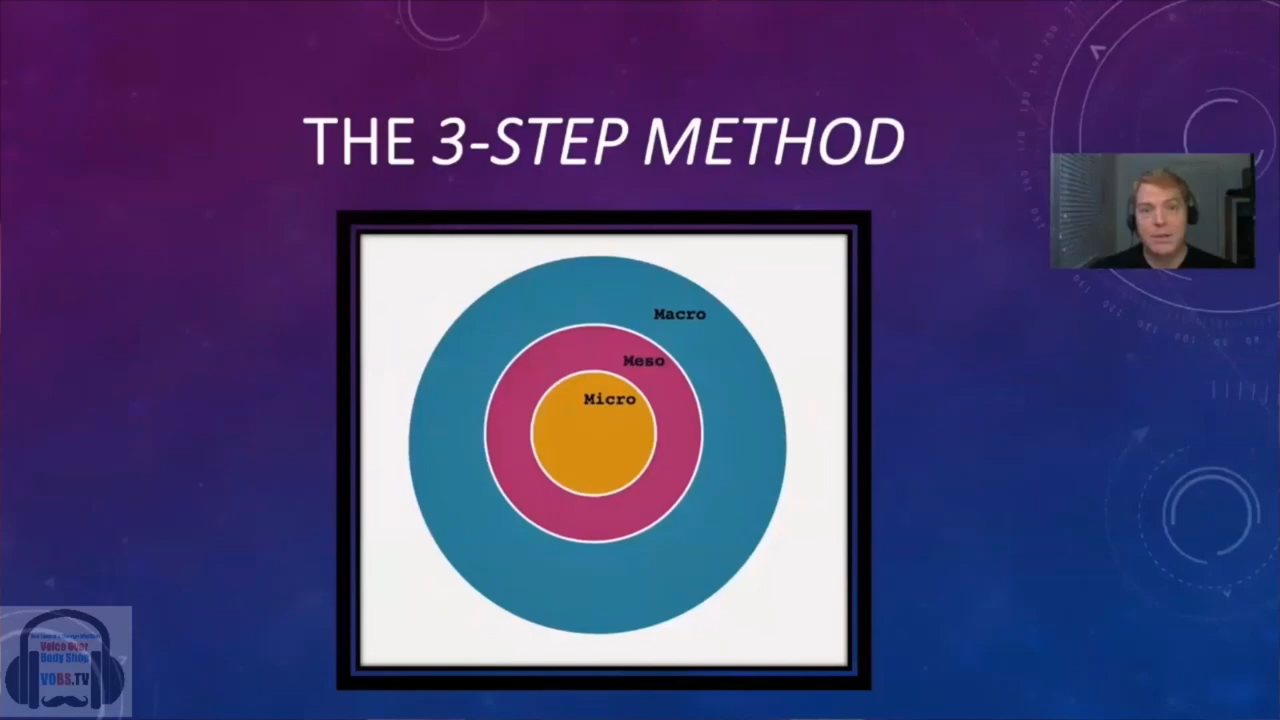 THE 3-STEP METHOD
Macro
Meso
Micro
Voice Over
Body Shop
VOBS.TV